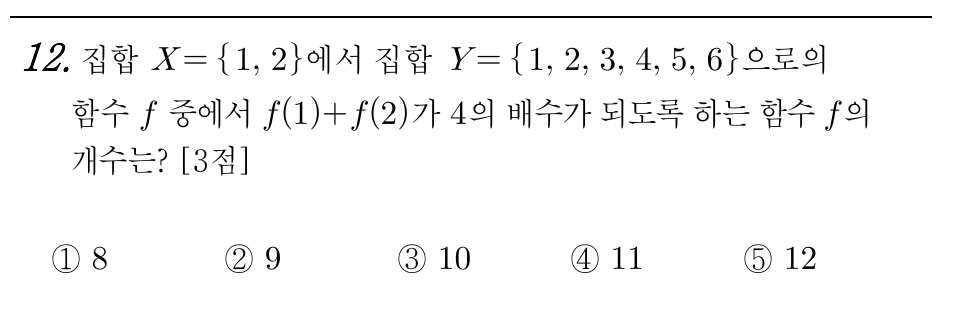 12. 집합 X={1, 2}에서 집합 Y={1, 2, 3, 4, 5, 6}으로의
함수 f 중에서 f(1)+f(2)가 4의 배수가 되도록 하는 함수 f의
개수는? [3점]
① 8 ② 9 ③ 10 ④ 11 ⑤ 12